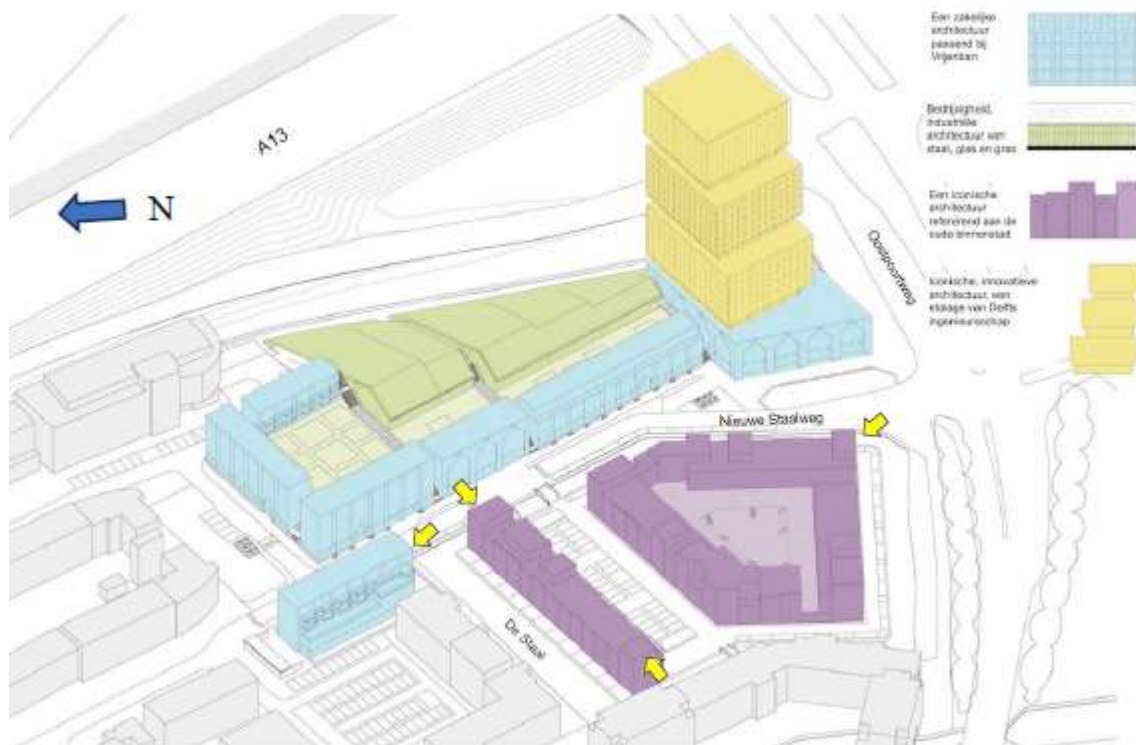 Een zakelijke
architectuur
passend bij
Vrijenban
A13
Bedrijvigheid,
industriële
architectuur van
staal, glas en gras
N
Een iconische
architectuur
refererend aan de
oude binnenstad.
Oostpoortweg
Iconische, innovatieve
architectuur, een
etalage van Delfts
ingenieurschap
Nieuwe Staalweg
De Staal